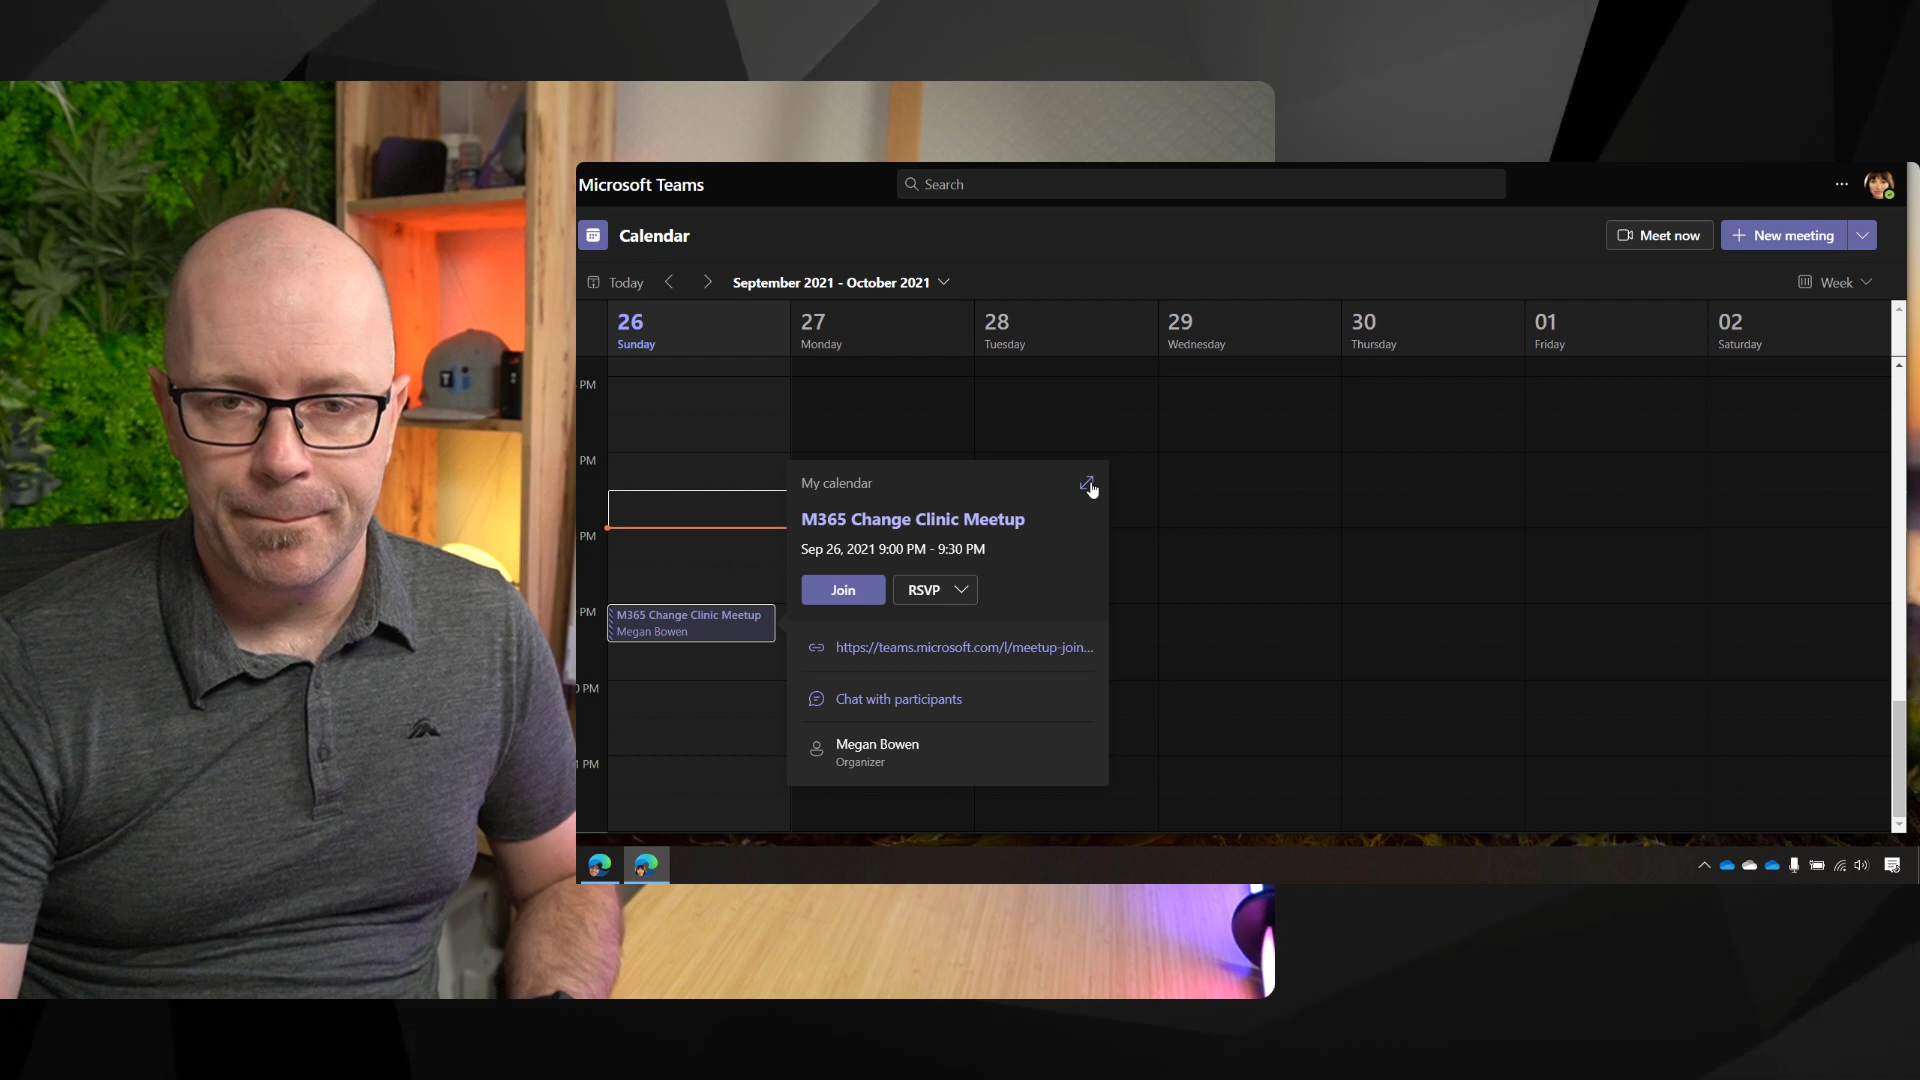 Microsoft Teams
Search
Calendar
Meet now
New meeting
Today
September 2021 - October 2021
Week
26
Sunday
27
Monday
28
Tuesday
29
Wednesday
30
Thursday
01
Friday
02
Saturday
PM
PM
PM
PM
PM
PM
M365 Change Clinic Meetup
Megan Bowen
My calendar
M365 Change Clinic Meetup
Sep 26, 2021 9:00 PM - 9:30 PM
Join
RSVP
https://teams.microsoft.com/l/meetup-join...
Chat with participants
Megan Bowen
Organizer